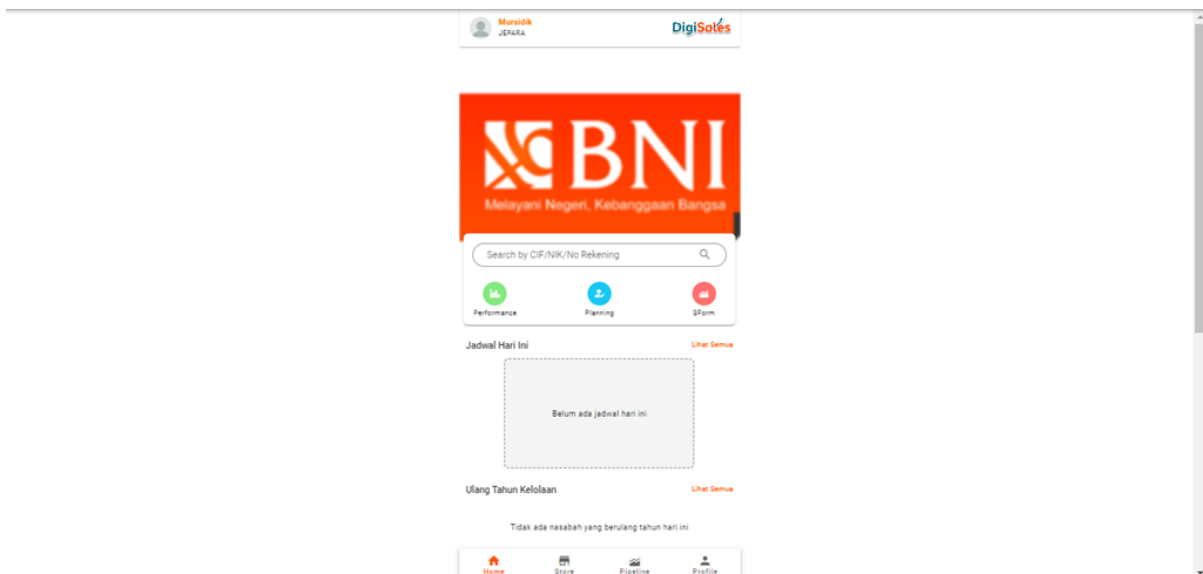 Mursidik
JEPARA
DigiSales
BNI
Melayani Negeri, Kebanggaan Bangsa
Search by CIF/NIK/No Rekening
Performance
Planning
SForm
Jadwal Hari Ini
Lihat Semua
Belum ada jadwal hari ini
Ulang Tahun Kelolaan
Lihat Semua
Tidak ada nasabah yang berulang tahun hari ini
Home
Store
Pipeline
Profile